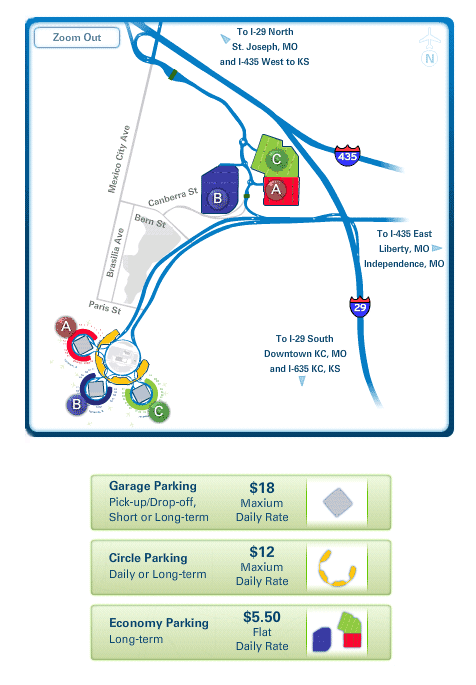 Zoom Out
To I-29 North
St. Joseph, MO
and I-435 West to KS
N
435
Mexico City Ave
C
A
B
Canberra St
Bern St
Brasilia Ave
To I-435 East
Liberty, MO
Independence, MO
29
Paris St
A
To I-29 South
Downtown KC, MO
and I-635 KC, KS
B
C
Garage Parking
Pick-up/Drop-off,
Short or Long-term
$18
Maxium
Daily Rate
Circle Parking
Daily or Long-term
$12
Maxium
Daily Rate
Economy Parking
Long-term
$5.50
Flat
Daily Rate